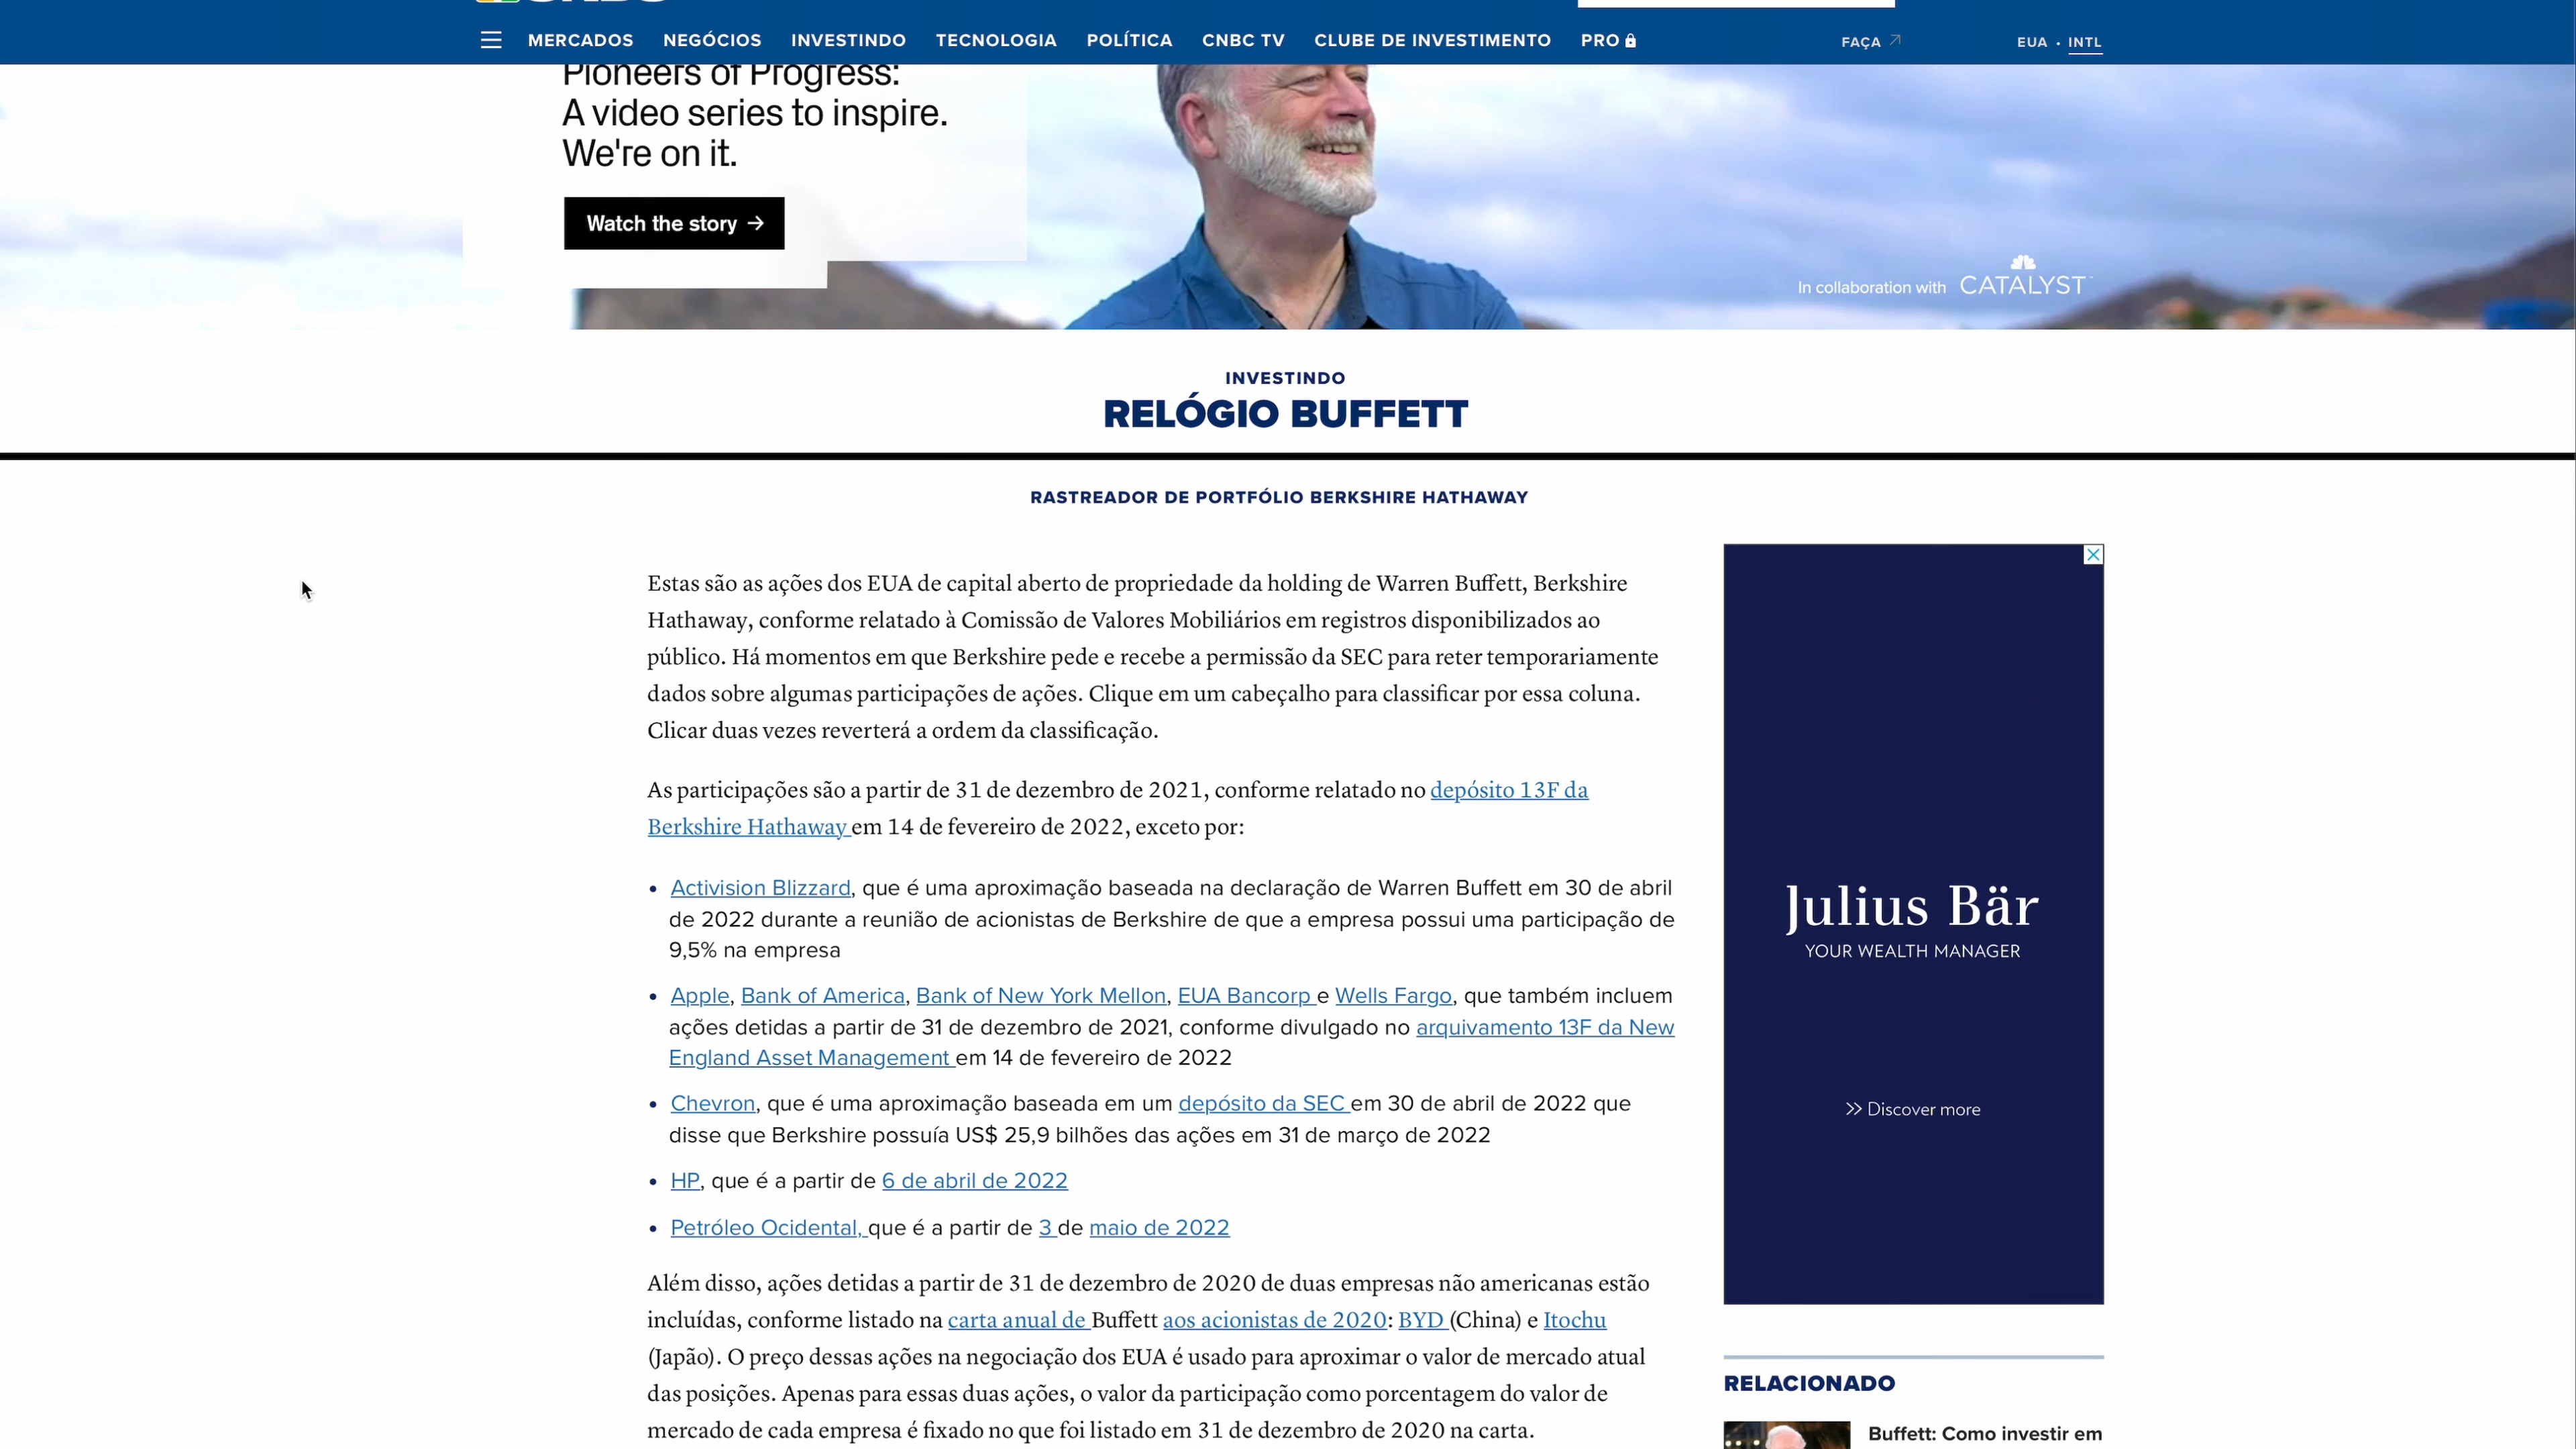 MERCADOS NEGÓCIOS INVESTINDO TECNOLOGIA POLÍTICA CNBC TV CLUBE DE INVESTIMENTO PRO FAÇA EUA • INTL
Pioneers of Progress:
A video series to inspire.
We're on it.
Watch the story →
In collaboration with CATALYST
INVESTINDO
RELÓGIO BUFFETT
RASTREADOR DE PORTFÓLIO BERKSHIRE HATHAWAY
Estas são as ações dos EUA de capital aberto de propriedade da holding de Warren Buffett, Berkshire
Hathaway, conforme relatado à Comissão de Valores Mobiliários em registros disponibilizados ao
público. Há momentos em que Berkshire pede e recebe a permissão da SEC para reter temporariamente
dados sobre algumas participações de ações. Clique em um cabeçalho para classificar por essa coluna.
Clicar duas vezes reverterá a ordem da classificação.
As participações são a partir de 31 de dezembro de 2021, conforme relatado no depósito 13F da
Berkshire Hathaway em 14 de fevereiro de 2022, exceto por:
• Activision Blizzard, que é uma aproximação baseada na declaração de Warren Buffett em 30 de abril
de 2022 durante a reunião de acionistas de Berkshire de que a empresa possui uma participação de
9,5% na empresa
• Apple, Bank of America, Bank of New York Mellon, EUA Bancorp e Wells Fargo, que também incluem
ações detidas a partir de 31 de dezembro de 2021, conforme divulgado no arquivamento 13F da New
England Asset Management em 14 de fevereiro de 2022
• Chevron, que é uma aproximação baseada em um depósito da SEC em 30 de abril de 2022 que
disse que Berkshire possuía US$ 25,9 bilhões das ações em 31 de março de 2022
• HP, que é a partir de 6 de abril de 2022
• Petróleo Ocidental, que é a partir de 3 de maio de 2022
Além disso, ações detidas a partir de 31 de dezembro de 2020 de duas empresas não americanas estão
incluídas, conforme listado na carta anual de Buffett aos acionistas de 2020: BYD (China) e Itochu
(Japão). O preço dessas ações na negociação dos EUA é usado para aproximar o valor de mercado atual
das posições. Apenas para essas duas ações, o valor da participação como porcentagem do valor de
mercado de cada empresa é fixado no que foi listado em 31 de dezembro de 2020 na carta.
Julius Bär
YOUR WEALTH MANAGER
>> Discover more
RELACIONADO
Buffett: Como investir em